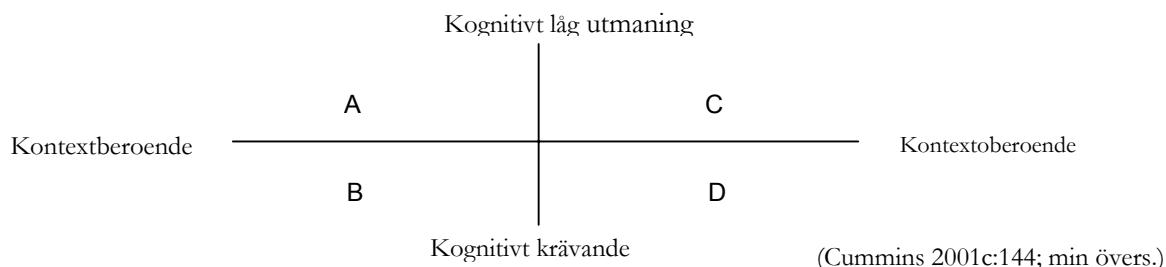 Kognitivt låg utmaning
A C
Kontextberoende Kontextoberoende
B D
Kognitivt krävande
(Cummins 2001c:144; min övers.)